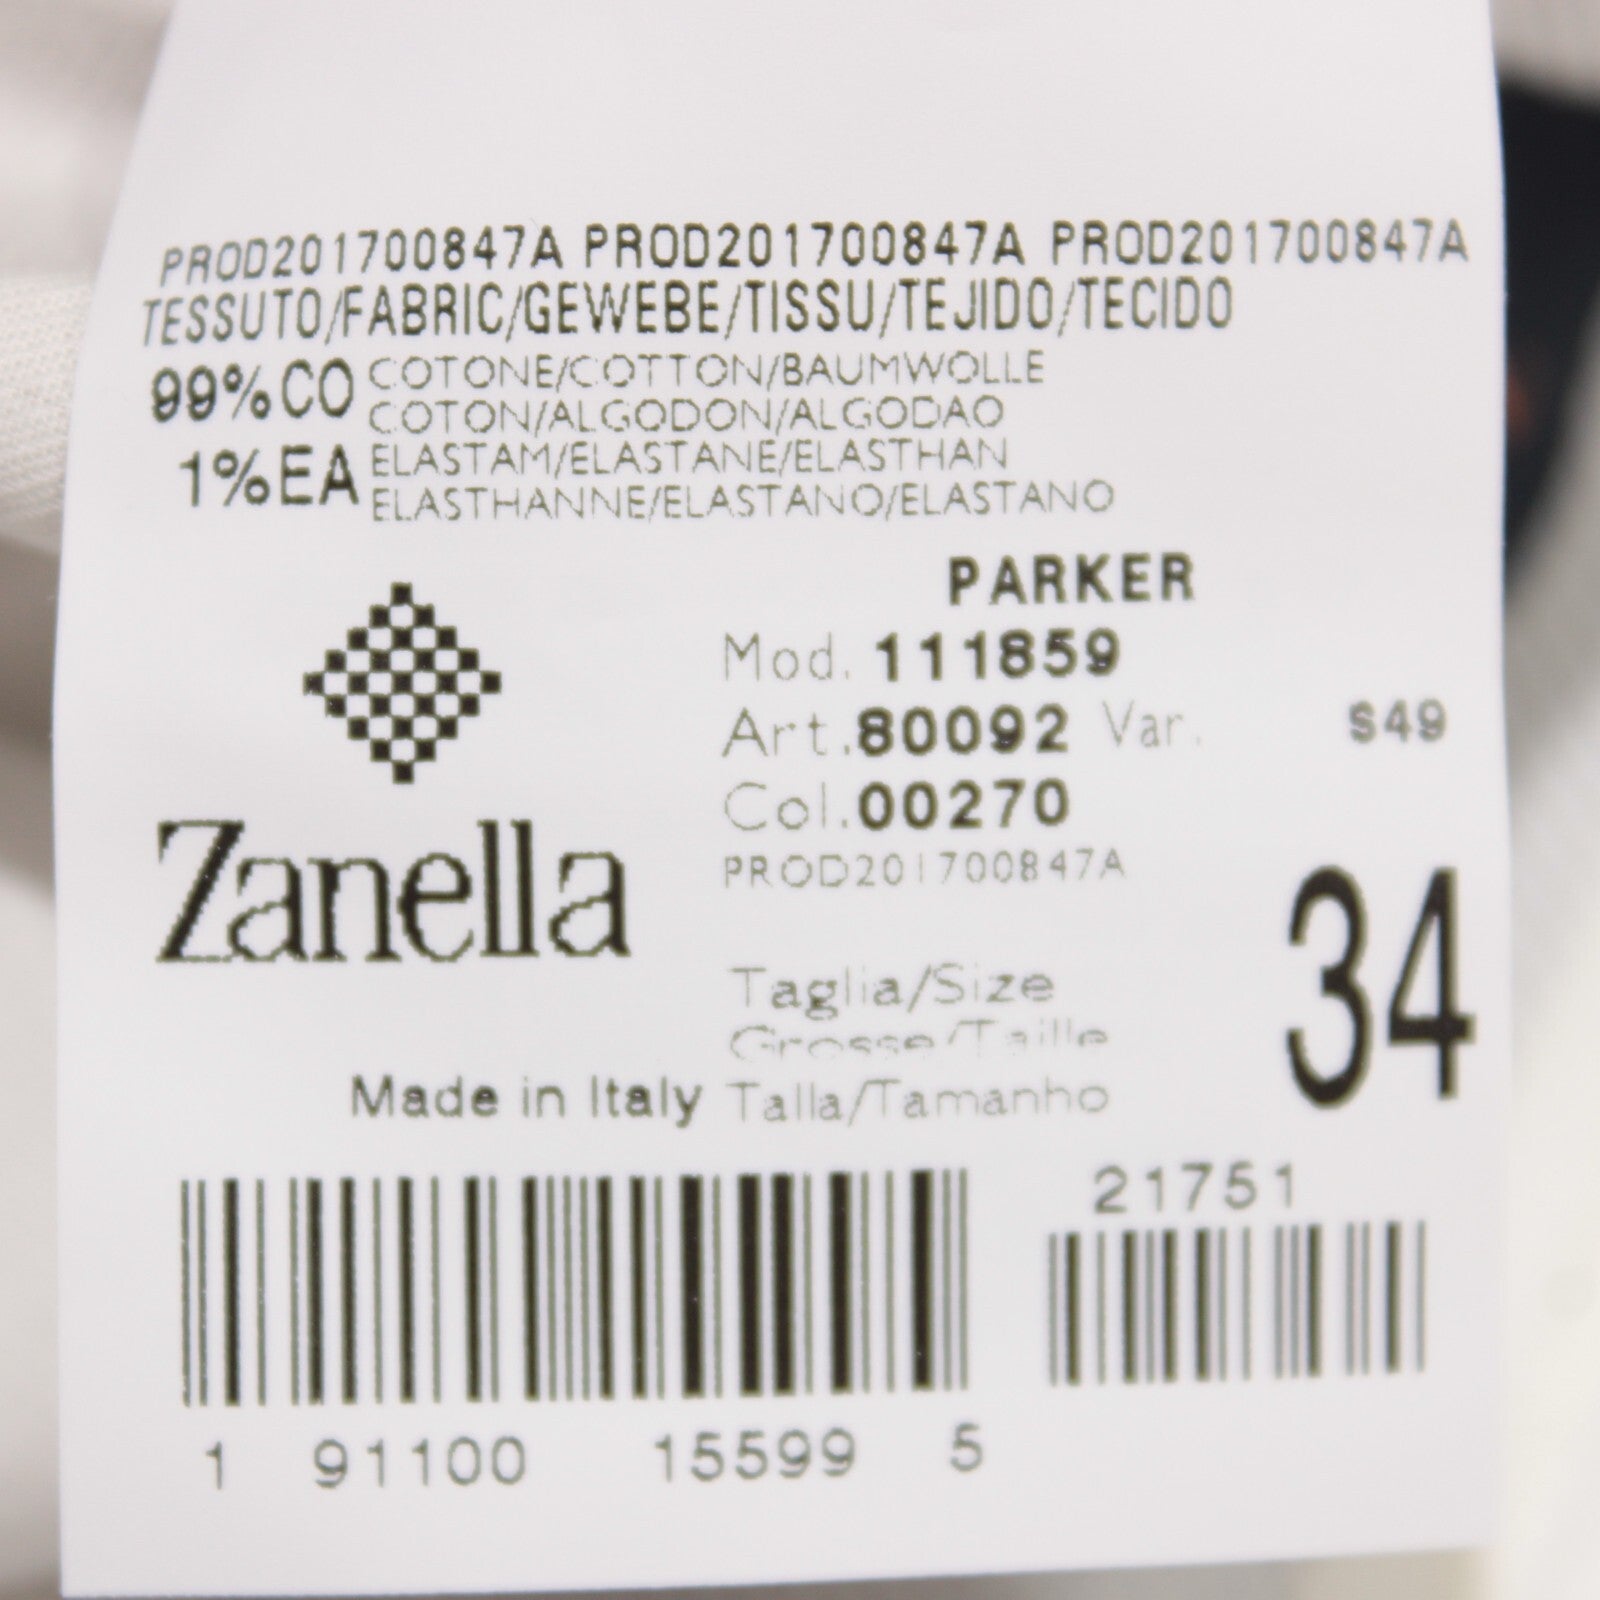 PROD201700847A PROD201700847A PROD201700847A
TESSUTO/FABRIC/GEWEBE/TISSU/TEJIDO/TECIDO
99%CO COTONE/COTTON/BAUMWOLLE
COTON/ALGODON/ALGODAO
1%EA ELASTAM/ELASTANE/ELASTHAN
ELASTHANNE/ELASTANO/ELASTANO
PARKER
Mod. 111859
Art.80092 Var. S49
Col.00270
PROD201700847A
Zanella
Taglia/Size
Grosse/Taille
Talla/Tamanho
34
Made in Italy
21751
1 91100 15599 5